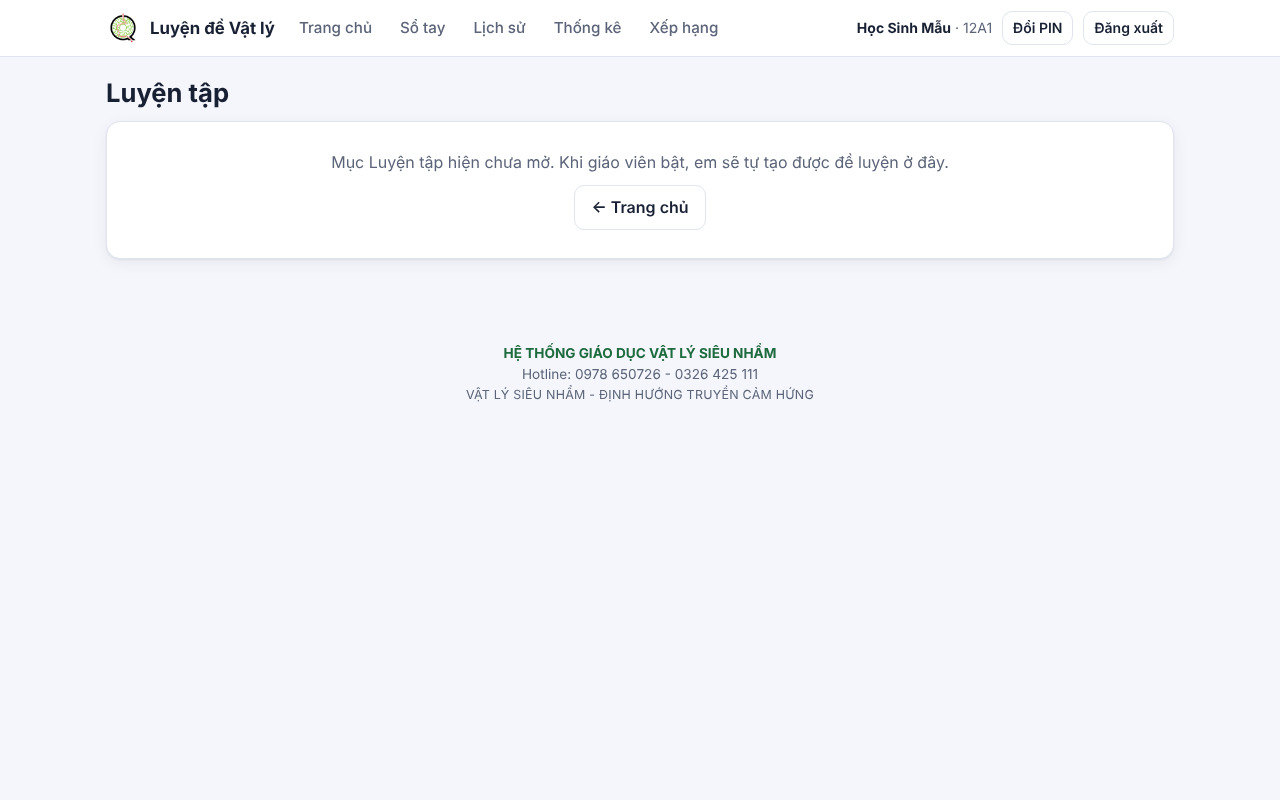 Luyện đề Vật lý
Trang chủ
Sổ tay
Lịch sử
Thống kê
Xếp hạng
Học Sinh Mẫu · 12A1
Đổi PIN
Đăng xuất
Luyện tập
Mục Luyện tập hiện chưa mở. Khi giáo viên bật, em sẽ tự tạo được đề luyện ở đây.
← Trang chủ
HỆ THỐNG GIÁO DỤC VẬT LÝ SIÊU NHẨM
Hotline: 0978 650726 - 0326 425 111
VẬT LÝ SIÊU NHẨM - ĐỊNH HƯỚNG TRUYỀN CẢM HỨNG